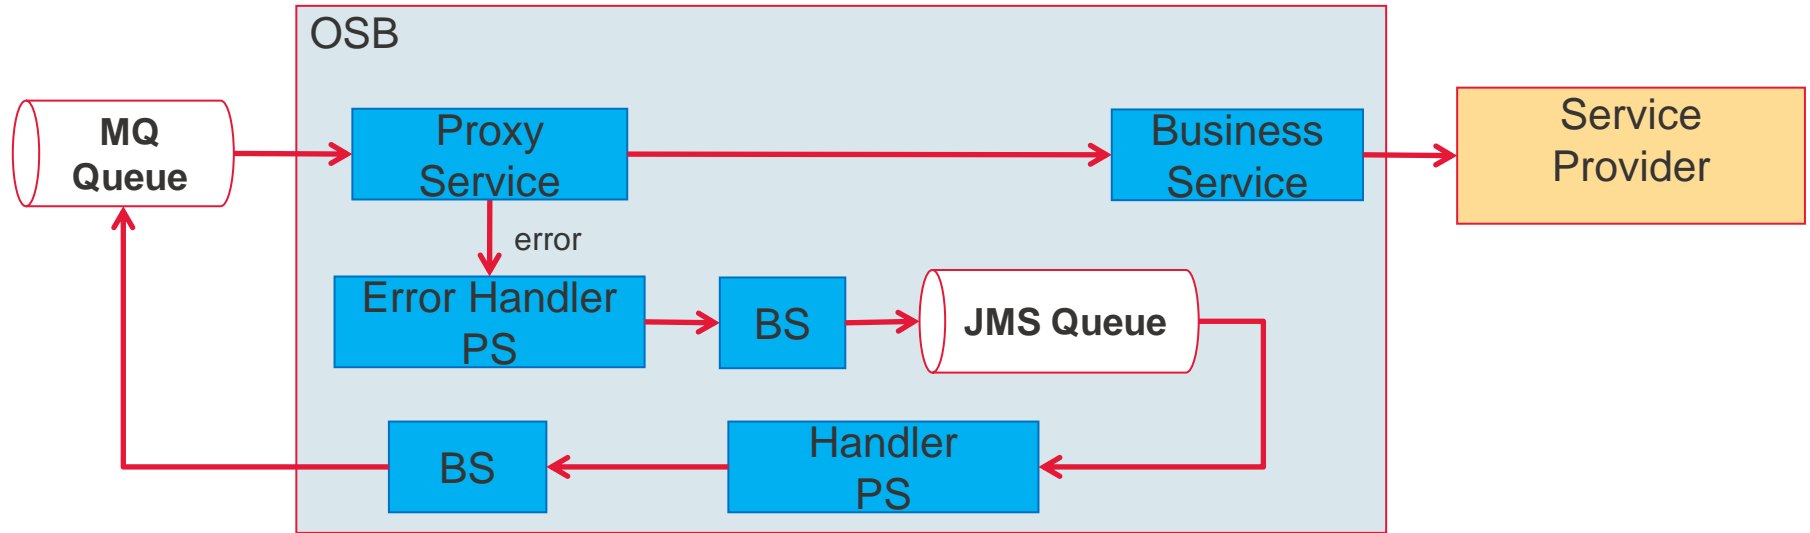 OSB
MQ
Queue
Proxy
Service
Business
Service
Service
Provider
error
Error Handler
PS
BS
JMS Queue
BS
Handler
PS